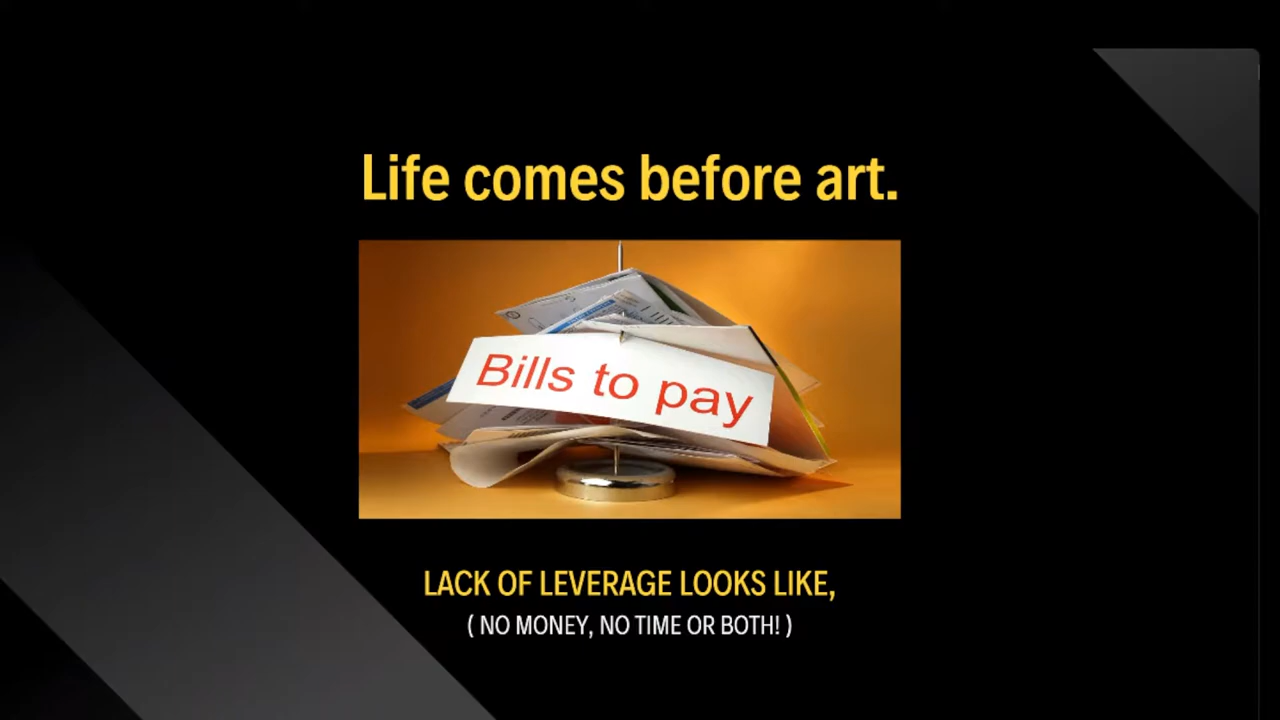 Life comes before art.
Bills to pay
LACK OF LEVERAGE LOOKS LIKE,
( NO MONEY, NO TIME OR BOTH! )